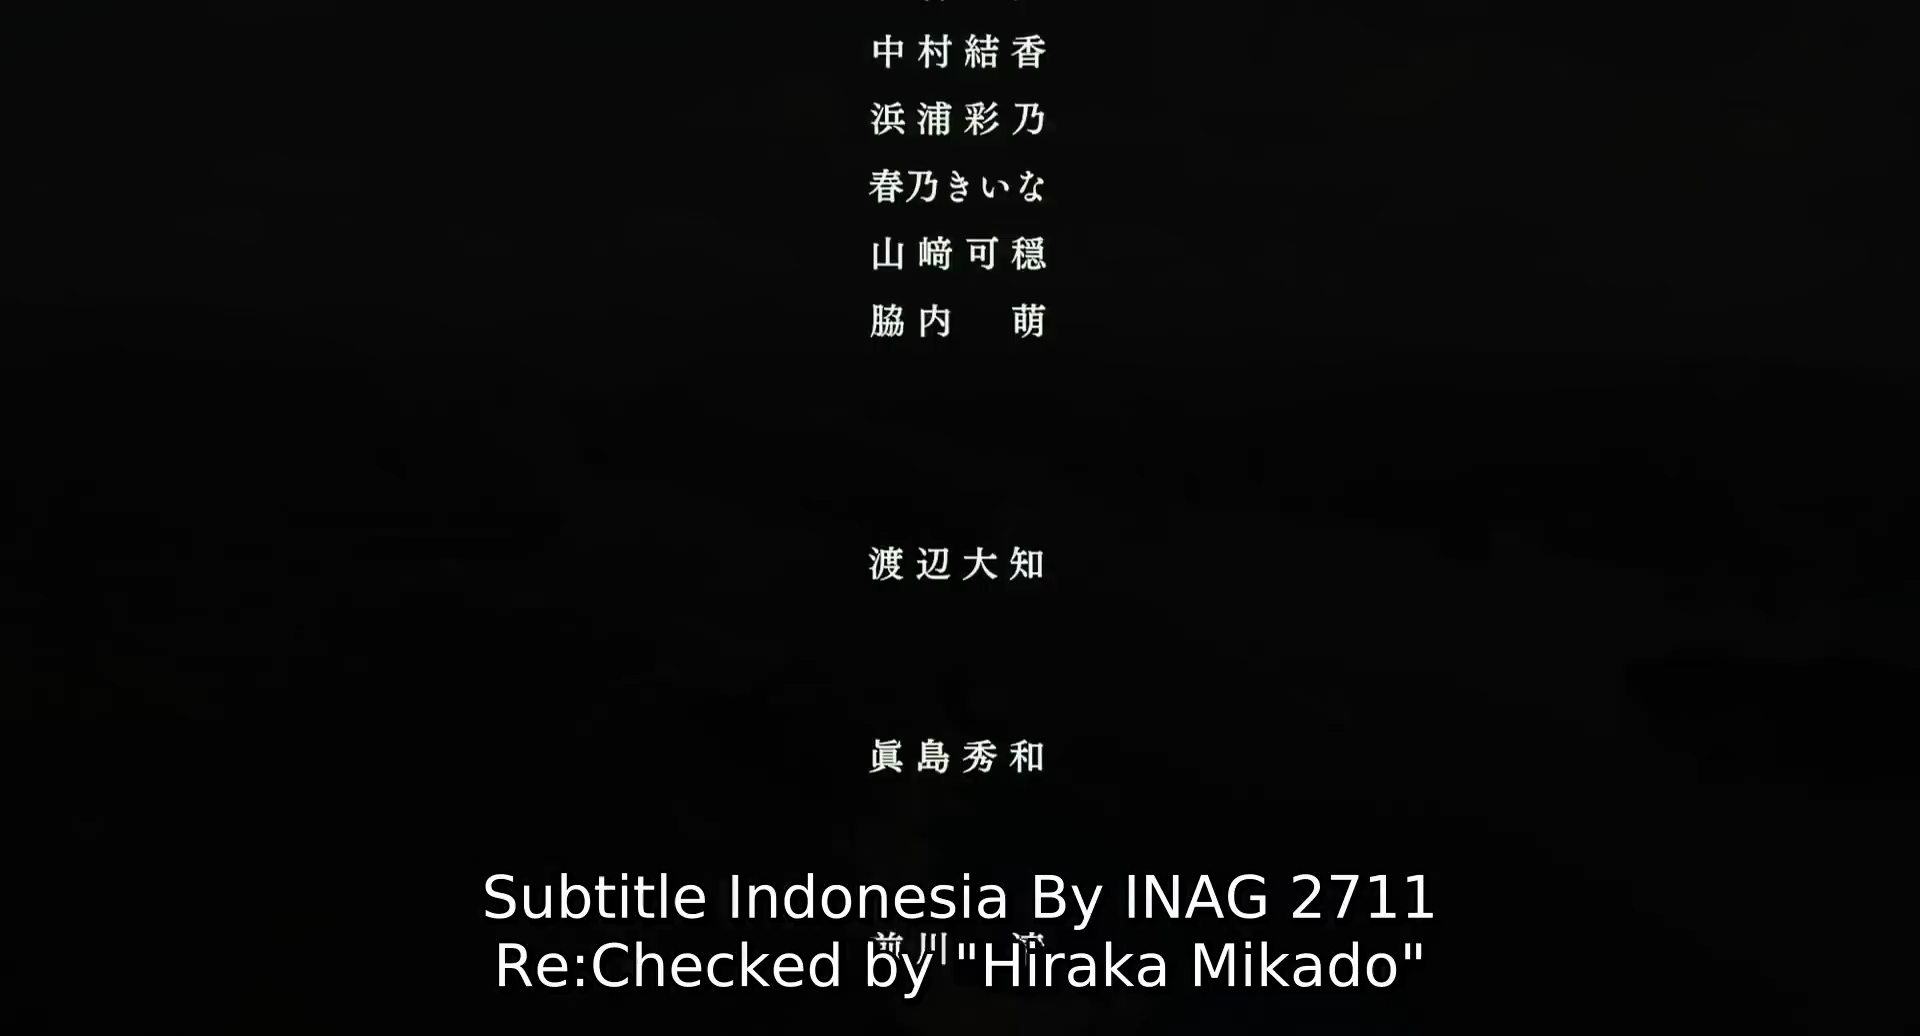 中村結香
浜浦彩乃
春乃きいな
山﨑可穏
脇内 萌
渡辺大知
眞島秀和
Subtitle Indonesia By INAG 2711
Re:Checked by "Hiraka Mikado"